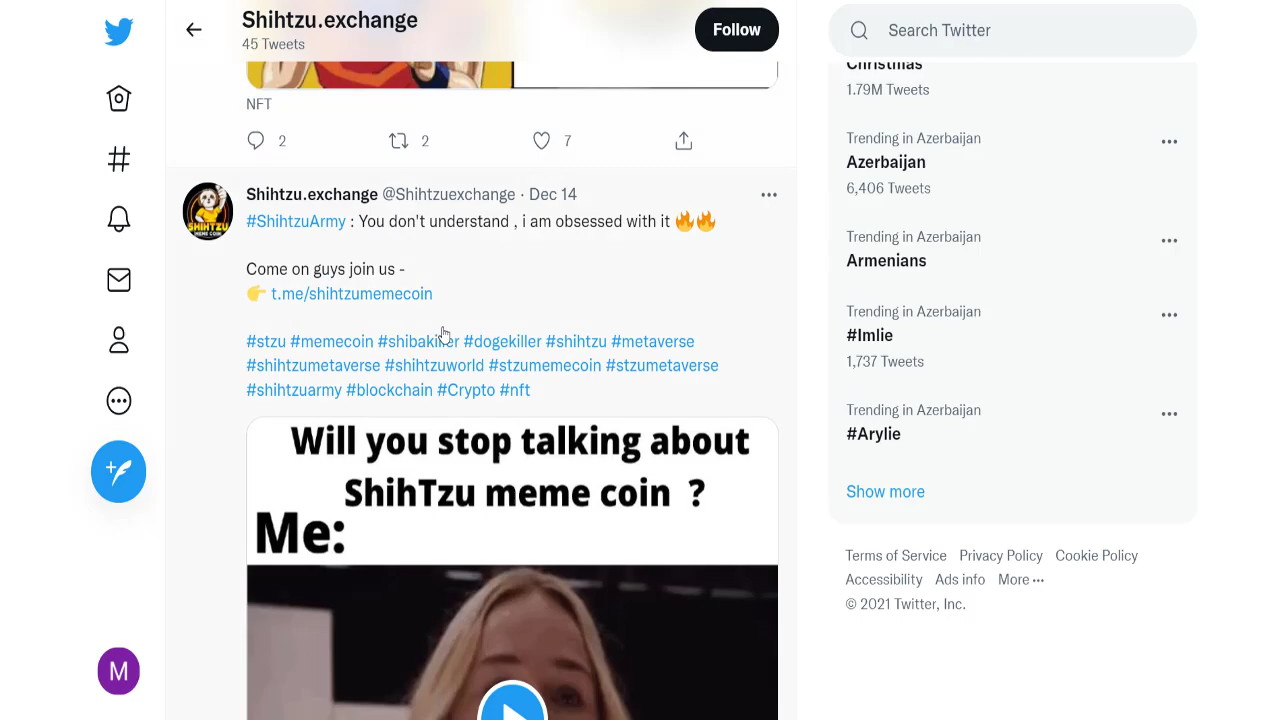 Shihtzu.exchange
45 Tweets
Follow
NFT
2
2
7
Shihtzu.exchange @Shihtzuexchange · Dec 14
#ShihtzuArmy : You don't understand , i am obsessed with it 🔥🔥
Come on guys join us -
👉 t.me/shihtzumemecoin
#stzu #memecoin #shibakiller #dogekiller #shihtzu #metaverse
#shihtzumetaverse #shihtzuworld #stzumemecoin #stzumetaverse
#shihtzuarmy #blockchain #Crypto #nft
SHIHTZU
MEME COIN
Will you stop talking about
ShihTzu meme coin ?
Me:
M
Search Twitter
Christmas
1.79M Tweets
Trending in Azerbaijan
Azerbaijan
6,406 Tweets
Trending in Azerbaijan
Armenians
Trending in Azerbaijan
#Imlie
1,737 Tweets
Trending in Azerbaijan
#Arylie
Show more
Terms of Service Privacy Policy Cookie Policy
Accessibility Ads info More ···
© 2021 Twitter, Inc.